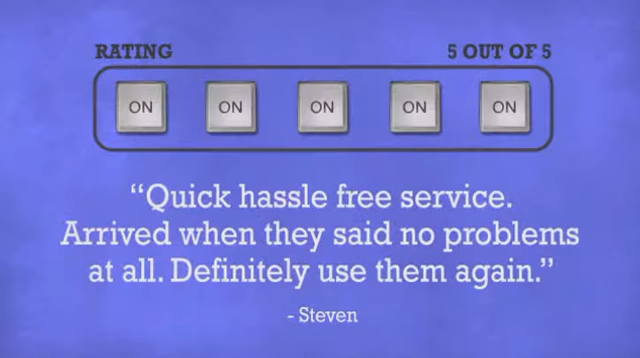 RATING 5 OUT OF 5
ON ON ON ON ON
“Quick hassle free service.
Arrived when they said no problems
at all. Definitely use them again.”
- Steven